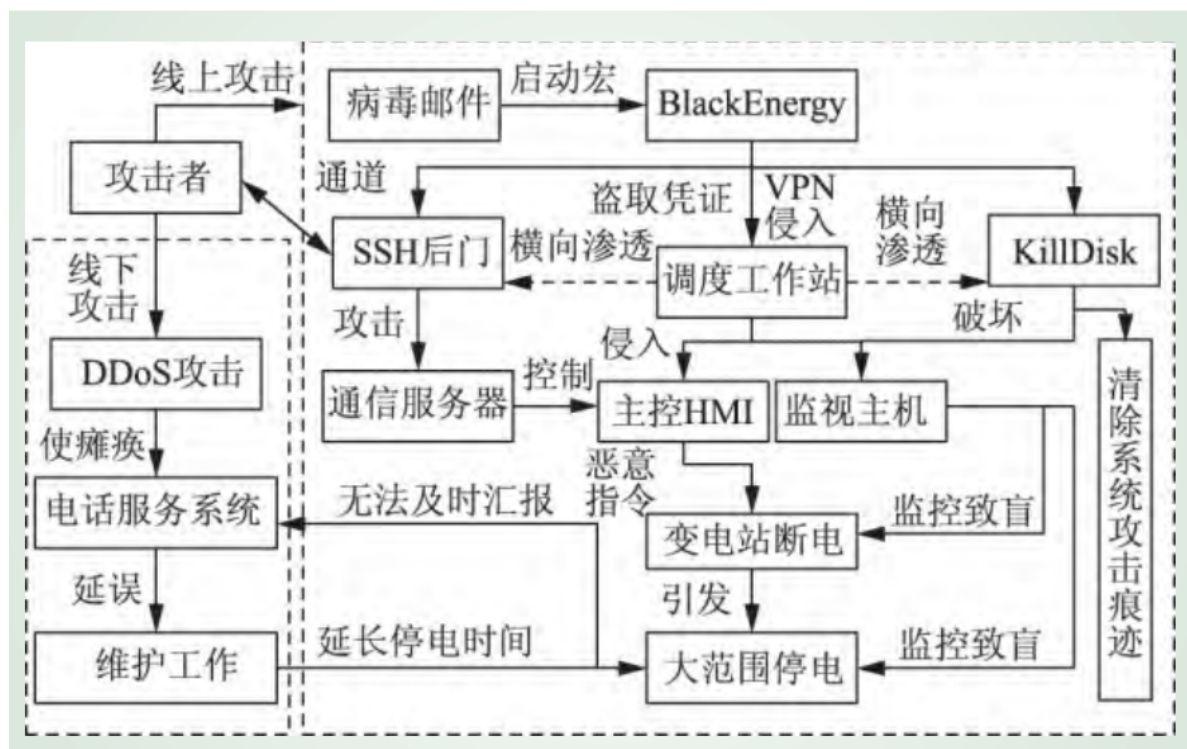 线上攻击
病毒邮件
启动宏
BlackEnergy
攻击者
通道
盗取凭证
VPN
侵入
横向
渗透
SSH后门
横向渗透
调度工作站
KillDisk
线下
攻击
攻击
侵入
破坏
DDoS攻击
通信服务器
控制
主控HMI
监视主机
清除系统攻击痕迹
使瘫痪
恶意
指令
电话服务系统
无法及时汇报
变电站断电
监控致盲
延误
引发
维护工作
延长停电时间
大范围停电
监控致盲